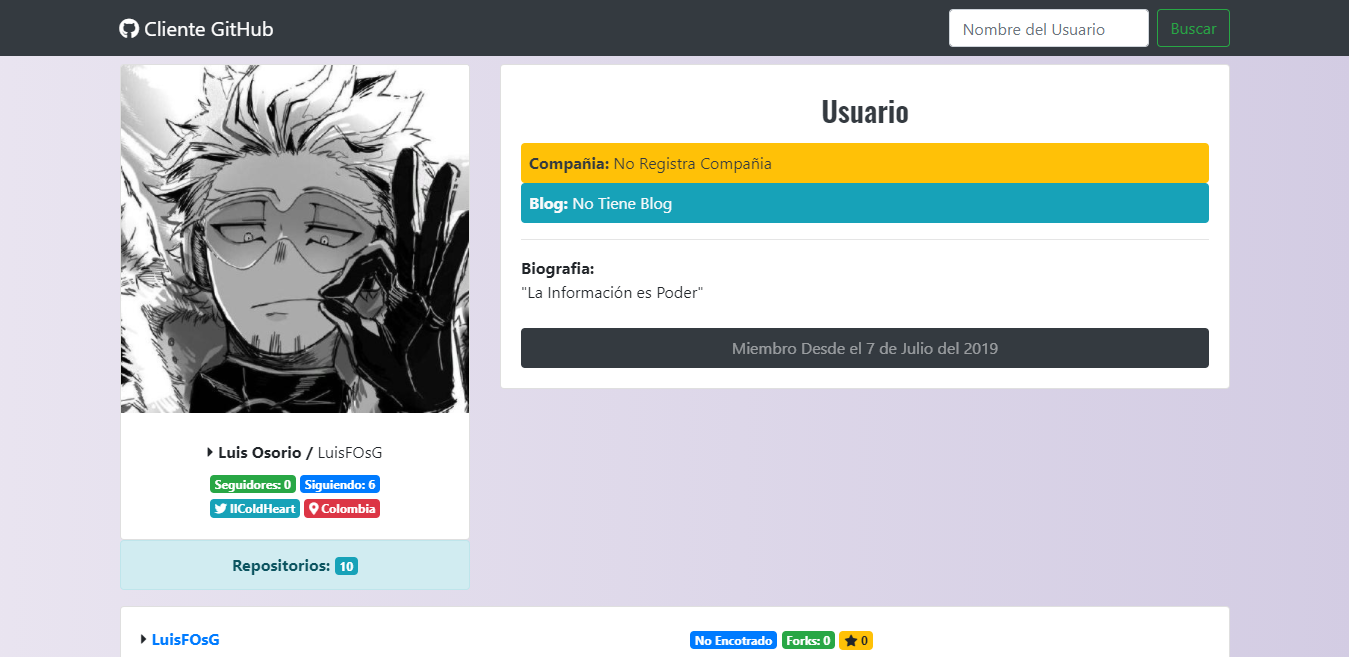 Cliente GitHub
Nombre del Usuario
Buscar
Usuario
Compañia: No Registra Compañia
Blog: No Tiene Blog
Biografia:
"La Información es Poder"
Miembro Desde el 7 de Julio del 2019
Luis Osorio / LuisFOsG
Seguidores: 0 Siguiendo: 6
IlColdHeart Colombia
Repositorios: 10
LuisFOsG
No Encotrado Forks: 0 0